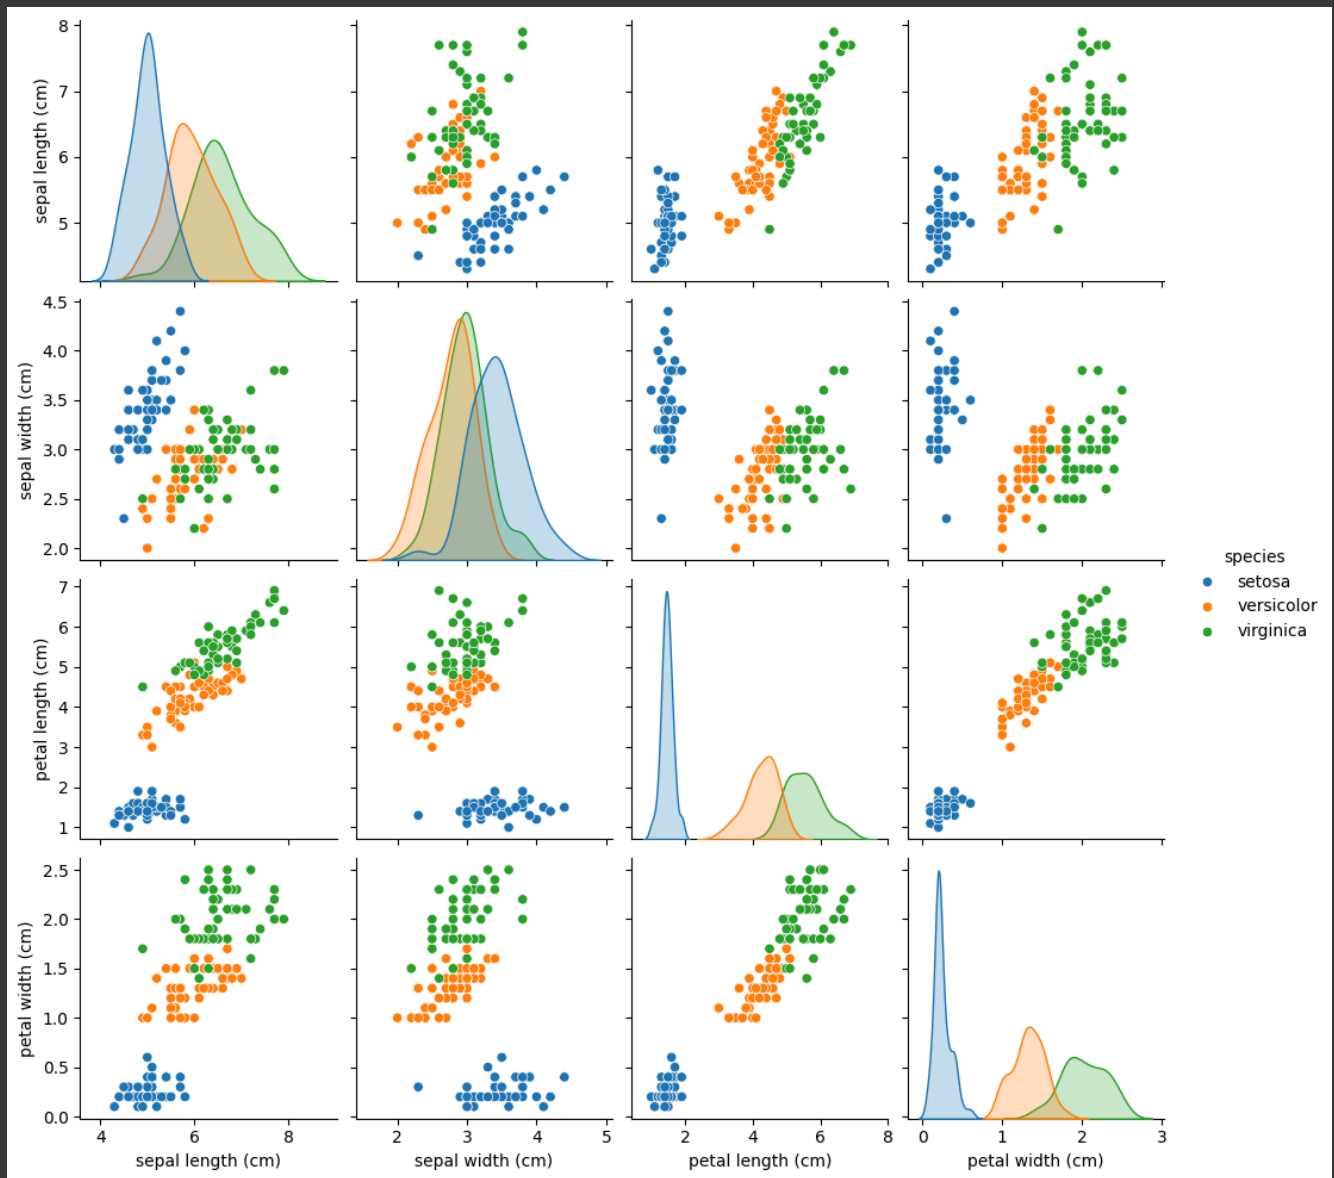 8
7
6
5
sepal length (cm)
4.5
4.0
3.5
3.0
2.5
2.0
sepal width (cm)
species
setosa
versicolor
virginica
7
6
5
4
3
2
1
petal length (cm)
2.5
2.0
1.5
1.0
0.5
0.0
petal width (cm)
4 6 8 2 3 4 5 2 4 6 8 0 1 2 3
sepal length (cm) sepal width (cm) petal length (cm) petal width (cm)